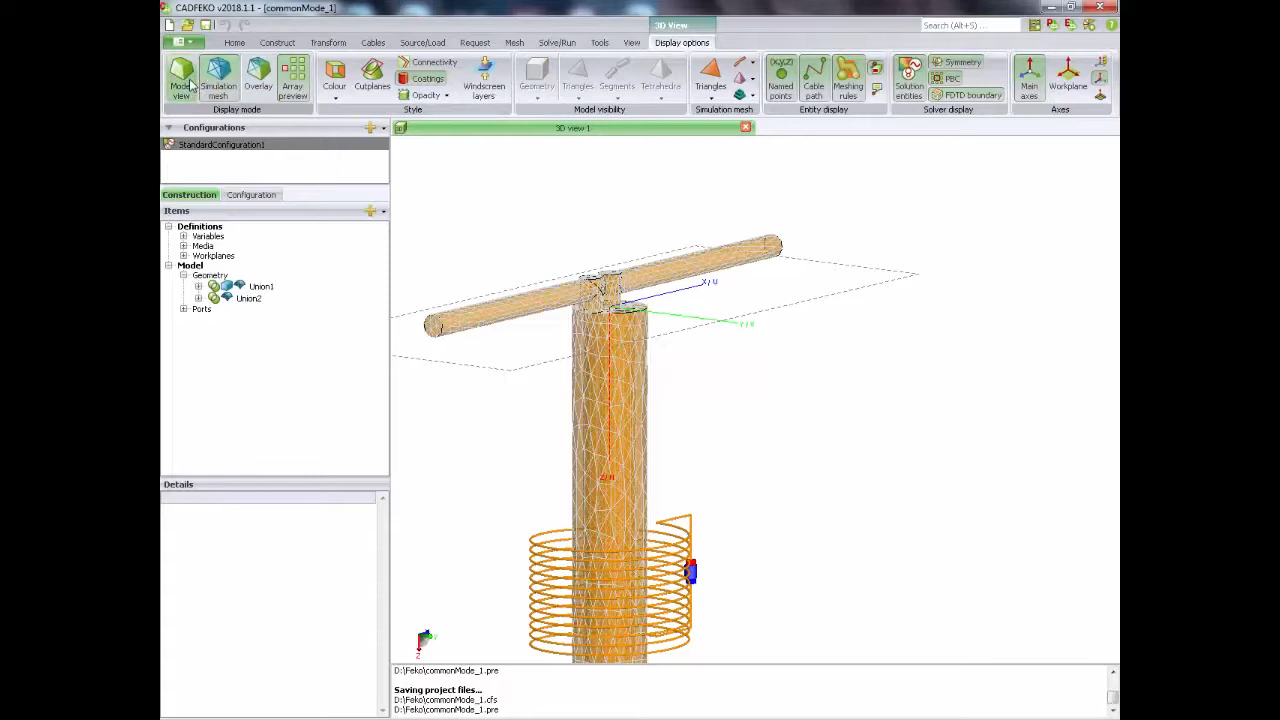 CADFEKO v2018.1.1 - [commonMode_1]
3D View
Search (Alt+S)...
Home Construct Transform Cables Source/Load Request Mesh Solve/Run Tools View Display options
Model view
Simulation mesh
Overlay
Array preview
Display mode
Colour
Cutplanes
Connectivity
Coatings
Opacity
Windscreen layers
Style
Geometry
Triangles
Segments
Tetrahedra
Model visibility
Triangles
Simulation mesh
Named points
Cable path
Meshing rules
Entity display
Solution entities
Symmetry
PBC
FDTD boundary
Solver display
Main axes
Workplane
Axes
Configurations
3D view 1
StandardConfiguration1
Construction Configuration
Items
Definitions
Variables
Media
Workplanes
Model
Geometry
Union1
Union2
Ports
Details
X/U
Y/V
Z/N
Z
Y
D:\Feko\commonMode_1.pre
Saving project files...
D:\Feko\commonMode_1.cfs
D:\Feko\commonMode_1.pre